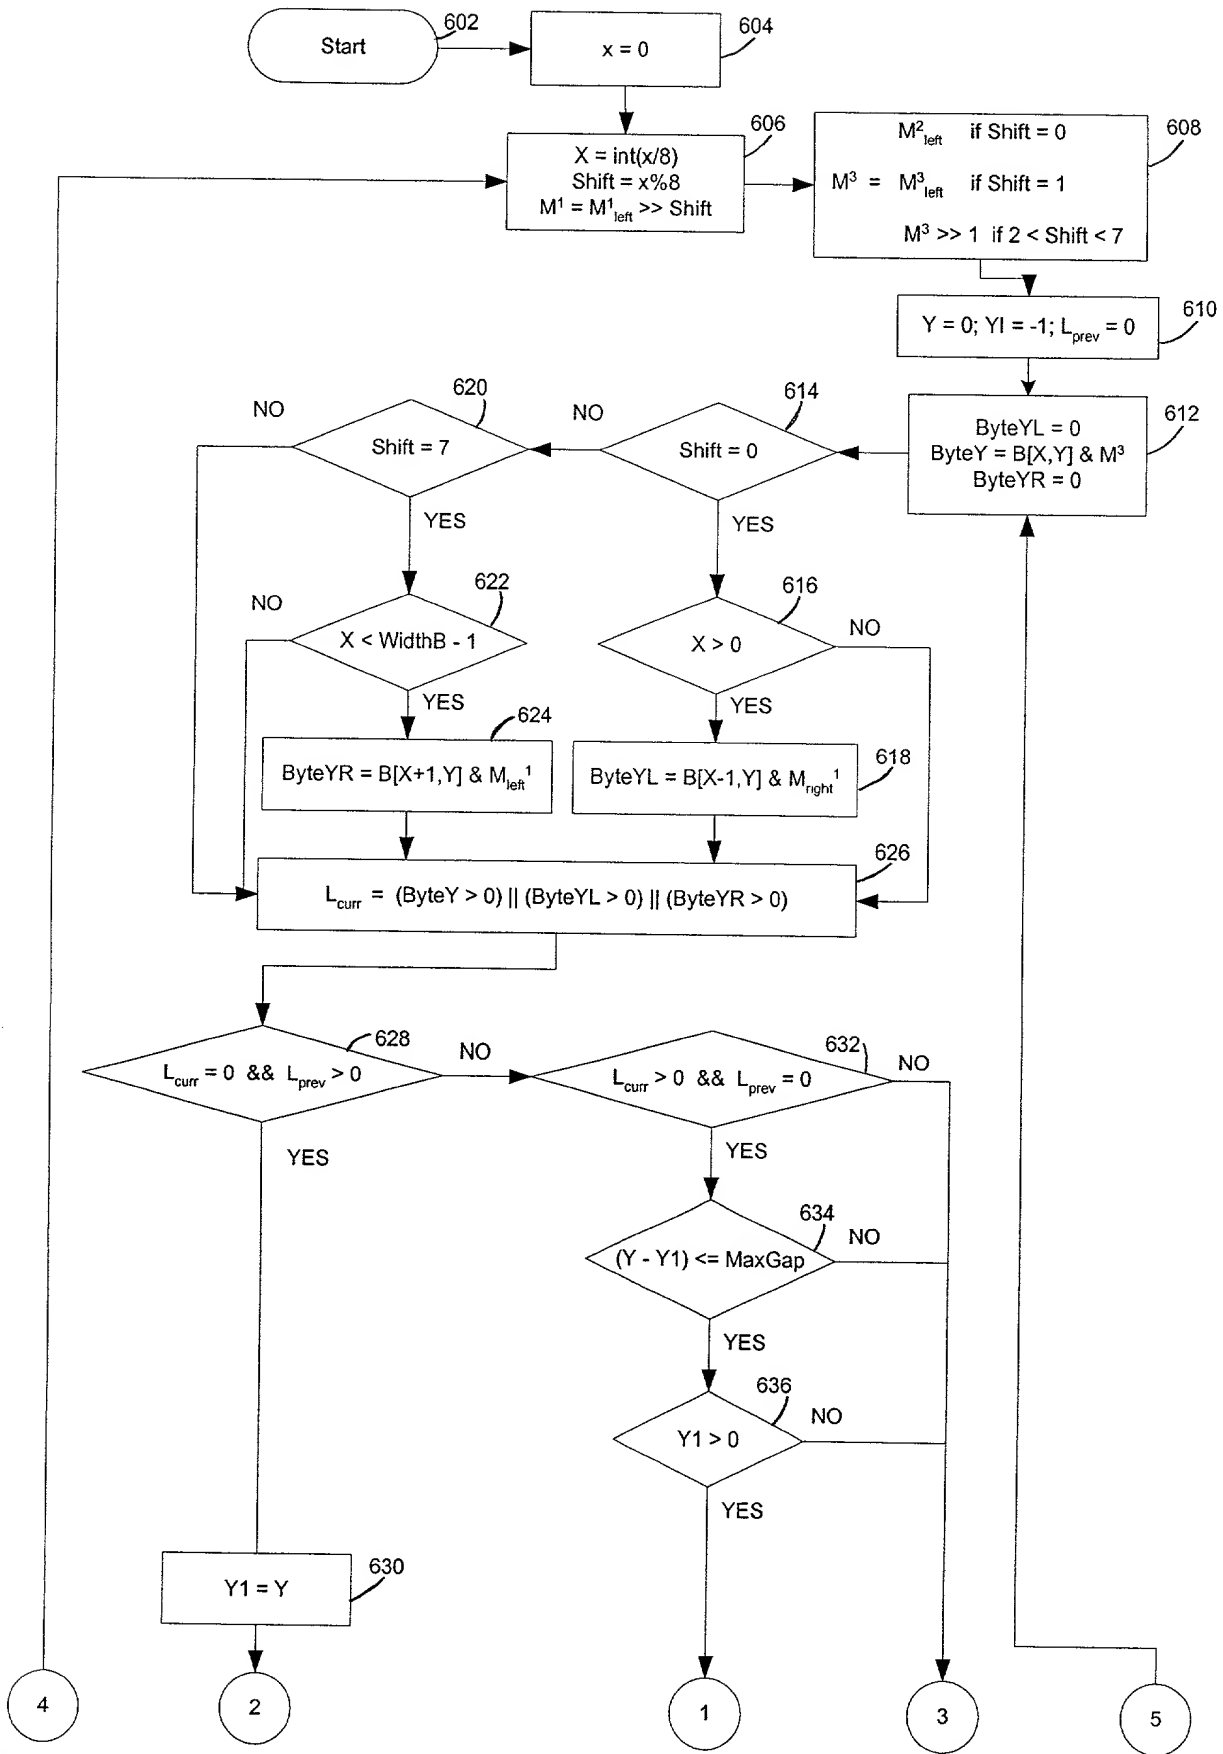 602
Start
604
x = 0
606
X = int(x/8)
Shift = x%8
M¹ = M¹left >> Shift
608
M²left if Shift = 0
M³ = M³left if Shift = 1
M³ >> 1 if 2 < Shift < 7
610
Y = 0; YI = -1; Lprev = 0
612
ByteYL = 0
ByteY = B[X,Y] & M³
ByteYR = 0
614
Shift = 0
NO
YES
620
Shift = 7
NO
YES
622
X < WidthB - 1
NO
YES
616
X > 0
NO
YES
624
ByteYR = B[X+1,Y] & Mleft¹
618
ByteYL = B[X-1,Y] & Mright¹
626
Lcurr = (ByteY > 0) || (ByteYL > 0) || (ByteYR > 0)
628
Lcurr = 0 && Lprev > 0
NO
YES
632
Lcurr > 0 && Lprev = 0
NO
YES
634
(Y - Y1) <= MaxGap
NO
YES
636
Y1 > 0
NO
YES
630
Y1 = Y
4
2
1
3
5